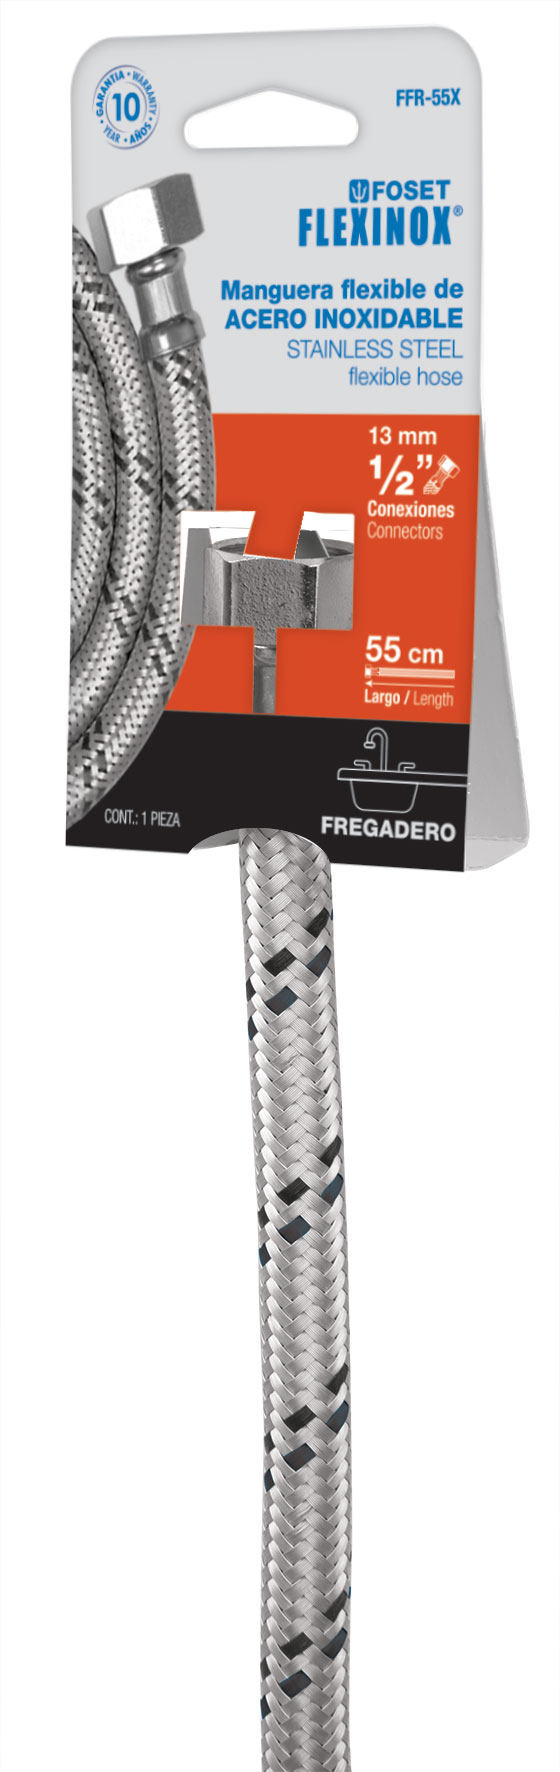 GARANTIA • WARRANTY
10
YEAR • AÑOS
FFR-55X
FOSET
FLEXINOX®
Manguera flexible de
ACERO INOXIDABLE
STAINLESS STEEL
flexible hose
13 mm
1/2”
Conexiones
Connectors
55 cm
Largo / Length
CONT.: 1 PIEZA
FREGADERO